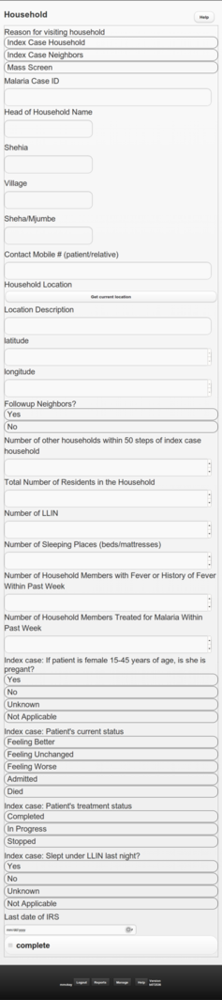 Household
Help
Reason for visiting household
Index Case Household
Index Case Neighbors
Mass Screen
Malaria Case ID
Head of Household Name
Shehia
Village
Sheha/Mjumbe
Contact Mobile # (patient/relative)
Household Location
Get current location
Location Description
latitude
longitude
Followup Neighbors?
Yes
No
Number of other households within 50 steps of index case
household
Total Number of Residents in the Household
Number of LLIN
Number of Sleeping Places (beds/mattresses)
Number of Household Members with Fever or History of Fever
Within Past Week
Number of Household Members Treated for Malaria Within
Past Week
Index case: If patient is female 15-45 years of age, is she is
pregant?
Yes
No
Unknown
Not Applicable
Index case: Patient's current status
Feeling Better
Feeling Unchanged
Feeling Worse
Admitted
Died
Index case: Patient's treatment status
Completed
In Progress
Stopped
Index case: Slept under LLIN last night?
Yes
No
Unknown
Not Applicable
Last date of IRS
mm/dd/yyyy
complete
Logout Reports Manage Help Version